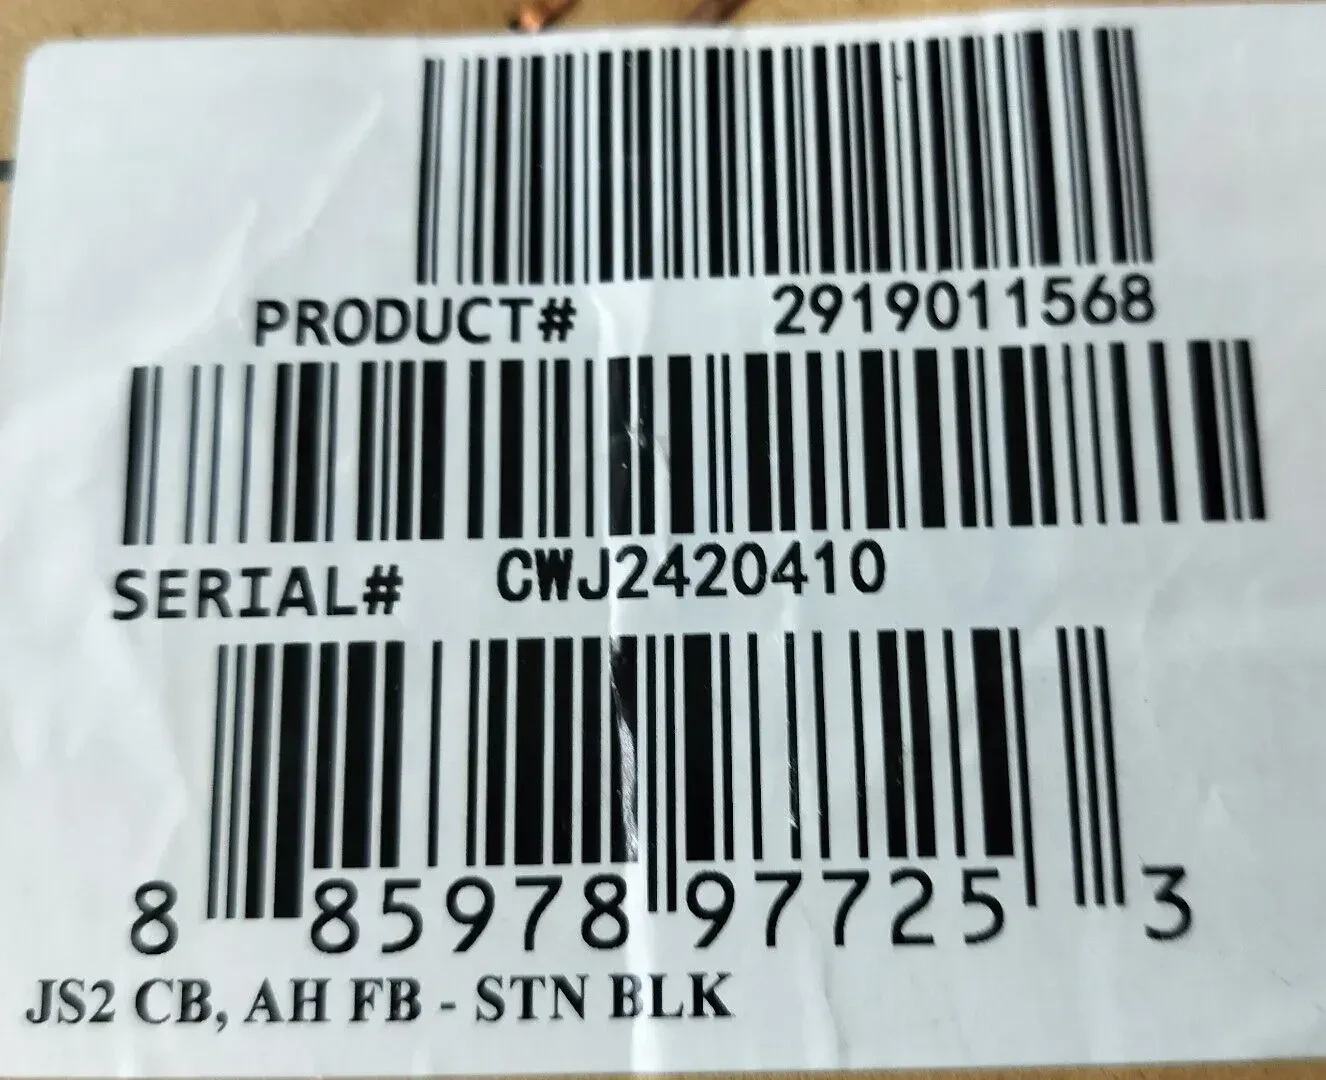 PRODUCT# 2919011568
SERIAL# CWJ2420410
8 85978 97725 3
JS2 CB, AH FB - STN BLK